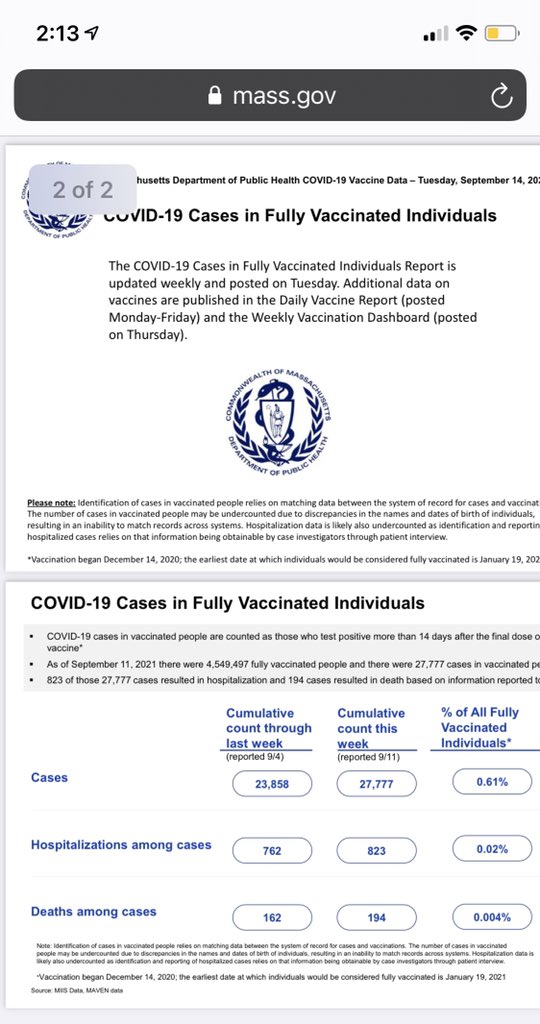 2:13
mass.gov
2 of 2
husetts Department of Public Health COVID-19 Vaccine Data – Tuesday, September 14, 202
COVID-19 Cases in Fully Vaccinated Individuals
The COVID-19 Cases in Fully Vaccinated Individuals Report is
updated weekly and posted on Tuesday. Additional data on
vaccines are published in the Daily Vaccine Report (posted
Monday-Friday) and the Weekly Vaccination Dashboard (posted
on Thursday).
COMMONWEALTH OF MASSACHUSETTS
DEPARTMENT OF PUBLIC HEALTH
Please note: Identification of cases in vaccinated people relies on matching data between the system of record for cases and vaccinat
The number of cases in vaccinated people may be undercounted due to discrepancies in the names and dates of birth of individuals,
resulting in an inability to match records across systems. Hospitalization data is likely also undercounted as identification and reportin
hospitalized cases relies on that information being obtainable by case investigators through patient interview.
*Vaccination began December 14, 2020; the earliest date at which individuals would be considered fully vaccinated is January 19, 202
COVID-19 Cases in Fully Vaccinated Individuals
▪ COVID-19 cases in vaccinated people are counted as those who test positive more than 14 days after the final dose o
vaccine*
▪ As of September 11, 2021 there were 4,549,497 fully vaccinated people and there were 27,777 cases in vaccinated pe
▪ 823 of those 27,777 cases resulted in hospitalization and 194 cases resulted in death based on information reported to
Cumulative count through last week (reported 9/4)
Cumulative count this week (reported 9/11)
% of All Fully Vaccinated Individuals*
Cases 23,858 27,777 0.61%
Hospitalizations among cases 762 823 0.02%
Deaths among cases 162 194 0.004%
Note: Identification of cases in vaccinated people relies on matching data between the system of record for cases and vaccinations. The number of cases in vaccinated
people may be undercounted due to discrepancies in the names and dates of birth of individuals, resulting in an inability to match records across systems. Hospitalization data is
likely also undercounted as identification and reporting of hospitalized cases relies on that information being obtainable by case investigators through patient interview.
*Vaccination began December 14, 2020; the earliest date at which individuals would be considered fully vaccinated is January 19, 2021
Source: MIIS Data, MAVEN data